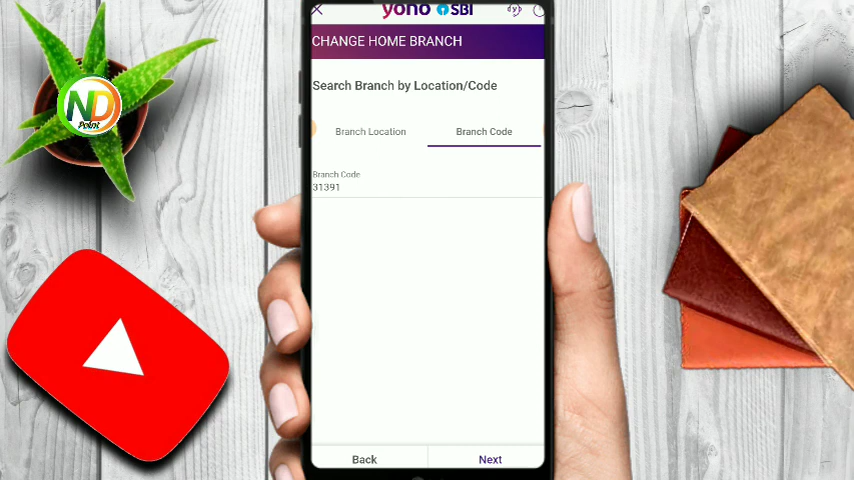 yono SBI
CHANGE HOME BRANCH
Search Branch by Location/Code
Branch Location
Branch Code
Branch Code
31391
Back
Next
ND
Point